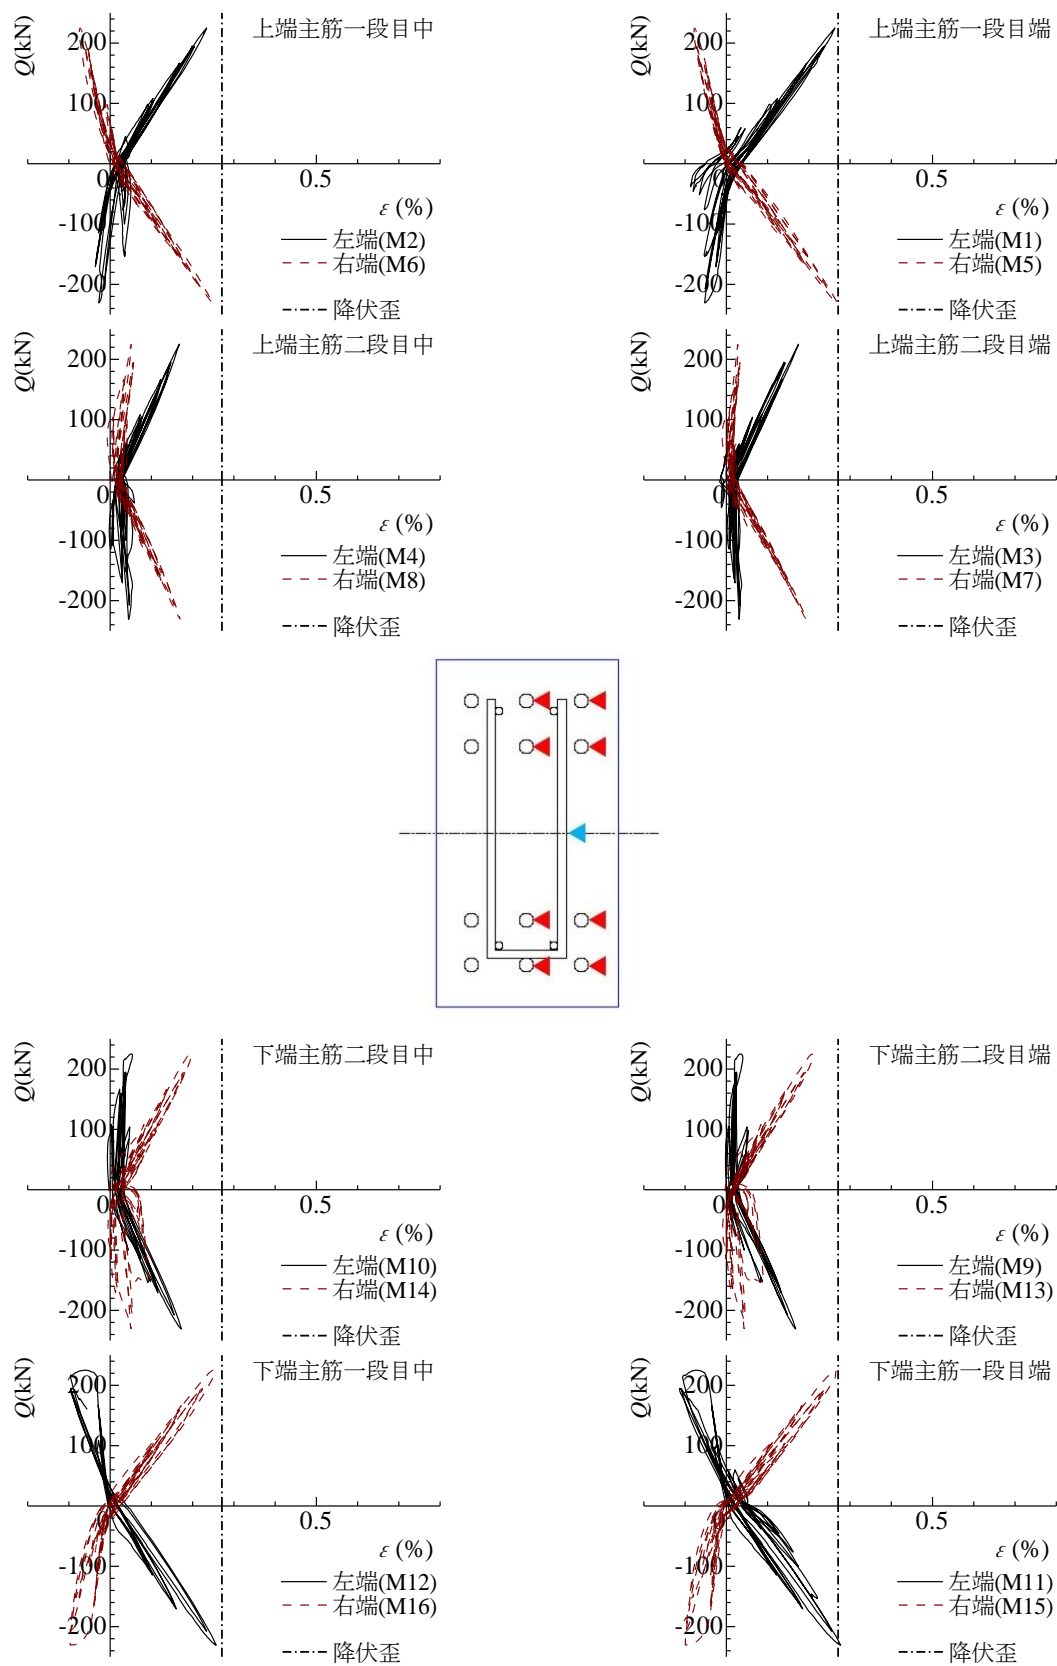 上端主筋一段目中
Q(kN)
200
100
0
0.5
-100
-200
ε (%)
左端(M2)
右端(M6)
降伏歪
上端主筋一段目端
Q(kN)
200
100
0
0.5
-100
-200
ε (%)
左端(M1)
右端(M5)
降伏歪
上端主筋二段目中
Q(kN)
200
100
0
0.5
-100
-200
ε (%)
左端(M4)
右端(M8)
降伏歪
上端主筋二段目端
Q(kN)
200
100
0
0.5
-100
-200
ε (%)
左端(M3)
右端(M7)
降伏歪
下端主筋二段目中
Q(kN)
200
100
0
0.5
-100
-200
ε (%)
左端(M10)
右端(M14)
降伏歪
下端主筋二段目端
Q(kN)
200
100
0
0.5
-100
-200
ε (%)
左端(M9)
右端(M13)
降伏歪
下端主筋一段目中
Q(kN)
200
100
0
0.5
-100
-200
ε (%)
左端(M12)
右端(M16)
降伏歪
下端主筋一段目端
Q(kN)
200
100
0
0.5
-100
-200
ε (%)
左端(M11)
右端(M15)
降伏歪